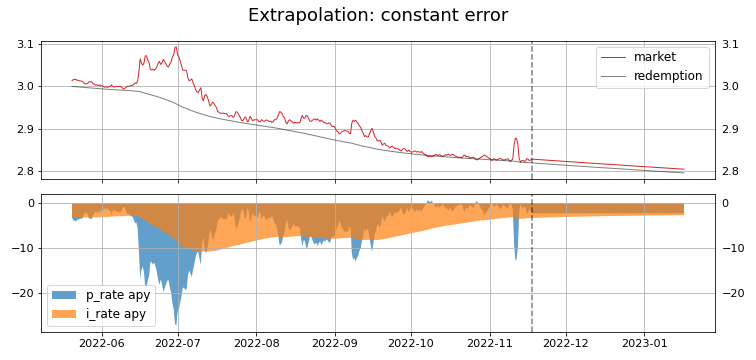 Extrapolation: constant error
3.1 3.1
market
redemption
3.0 3.0
2.9 2.9
2.8 2.8
0 0
−10 −10
−20 −20
p_rate apy
i_rate apy
2022-06 2022-07 2022-08 2022-09 2022-10 2022-11 2022-12 2023-01